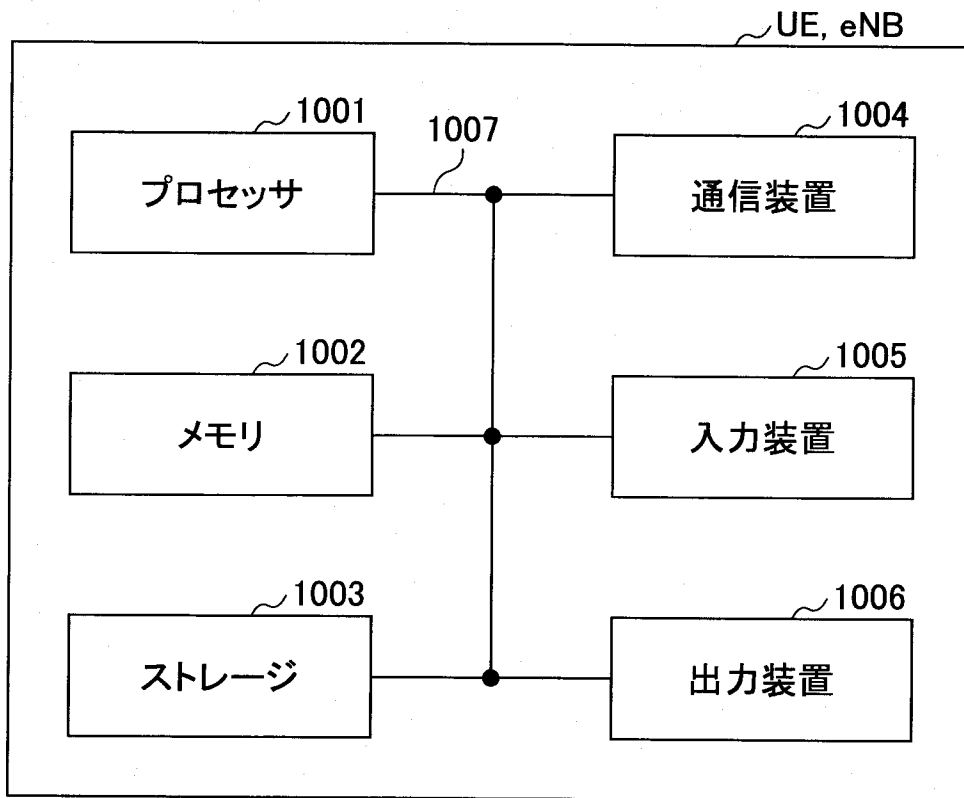 UE, eNB
1001
プロセッサ
1007
1004
通信装置
1002
メモリ
1005
入力装置
1003
ストレージ
1006
出力装置